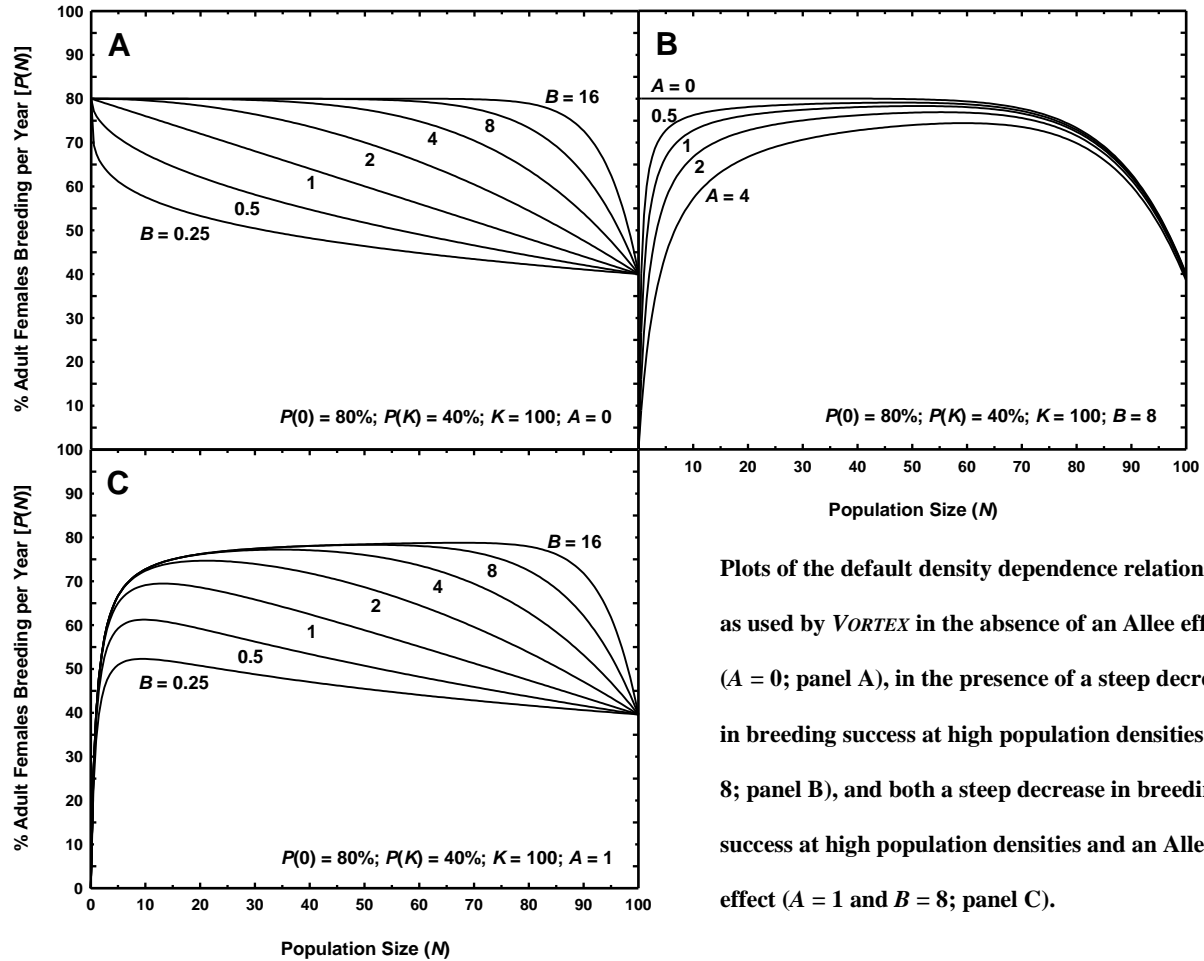 A
100
90
80
70
60
50
40
30
20
10
% Adult Females Breeding per Year [P(N)]
B = 16
8
4
2
1
0.5
B = 0.25
P(0) = 80%; P(K) = 40%; K = 100; A = 0
B
A = 0
0.5
1
2
A = 4
P(0) = 80%; P(K) = 40%; K = 100; B = 8
10 20 30 40 50 60 70 80 90 100
Population Size (N)
C
100
90
80
70
60
50
40
30
20
10
0
% Adult Females Breeding per Year [P(N)]
B = 16
8
4
2
1
0.5
B = 0.25
P(0) = 80%; P(K) = 40%; K = 100; A = 1
0 10 20 30 40 50 60 70 80 90 100
Population Size (N)
Plots of the default density dependence relation
as used by VORTEX in the absence of an Allee eff
(A = 0; panel A), in the presence of a steep decre
in breeding success at high population densities
8; panel B), and both a steep decrease in breedi
success at high population densities and an Alle
effect (A = 1 and B = 8; panel C).